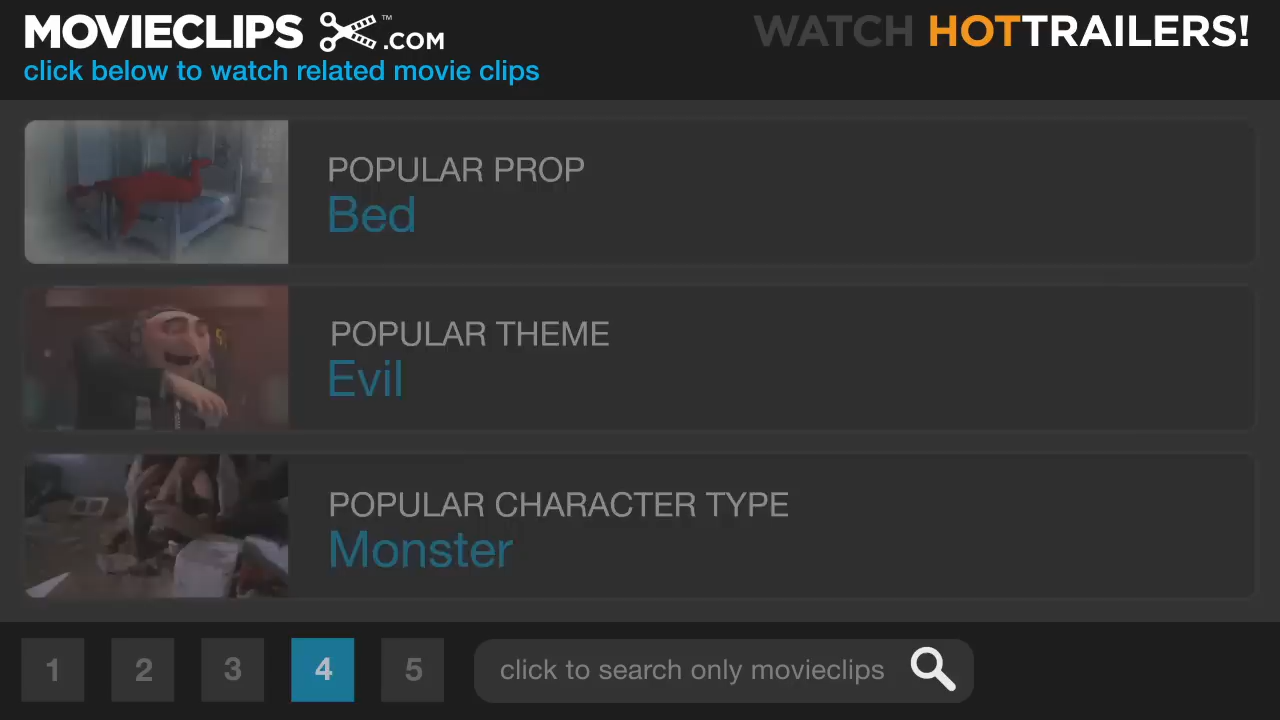 MOVIECLIPS ™ .COM
WATCH HOTTRAILERS!
click below to watch related movie clips
POPULAR PROP
Bed
POPULAR THEME
Evil
POPULAR CHARACTER TYPE
Monster
1 2 3 4 5 click to search only movieclips